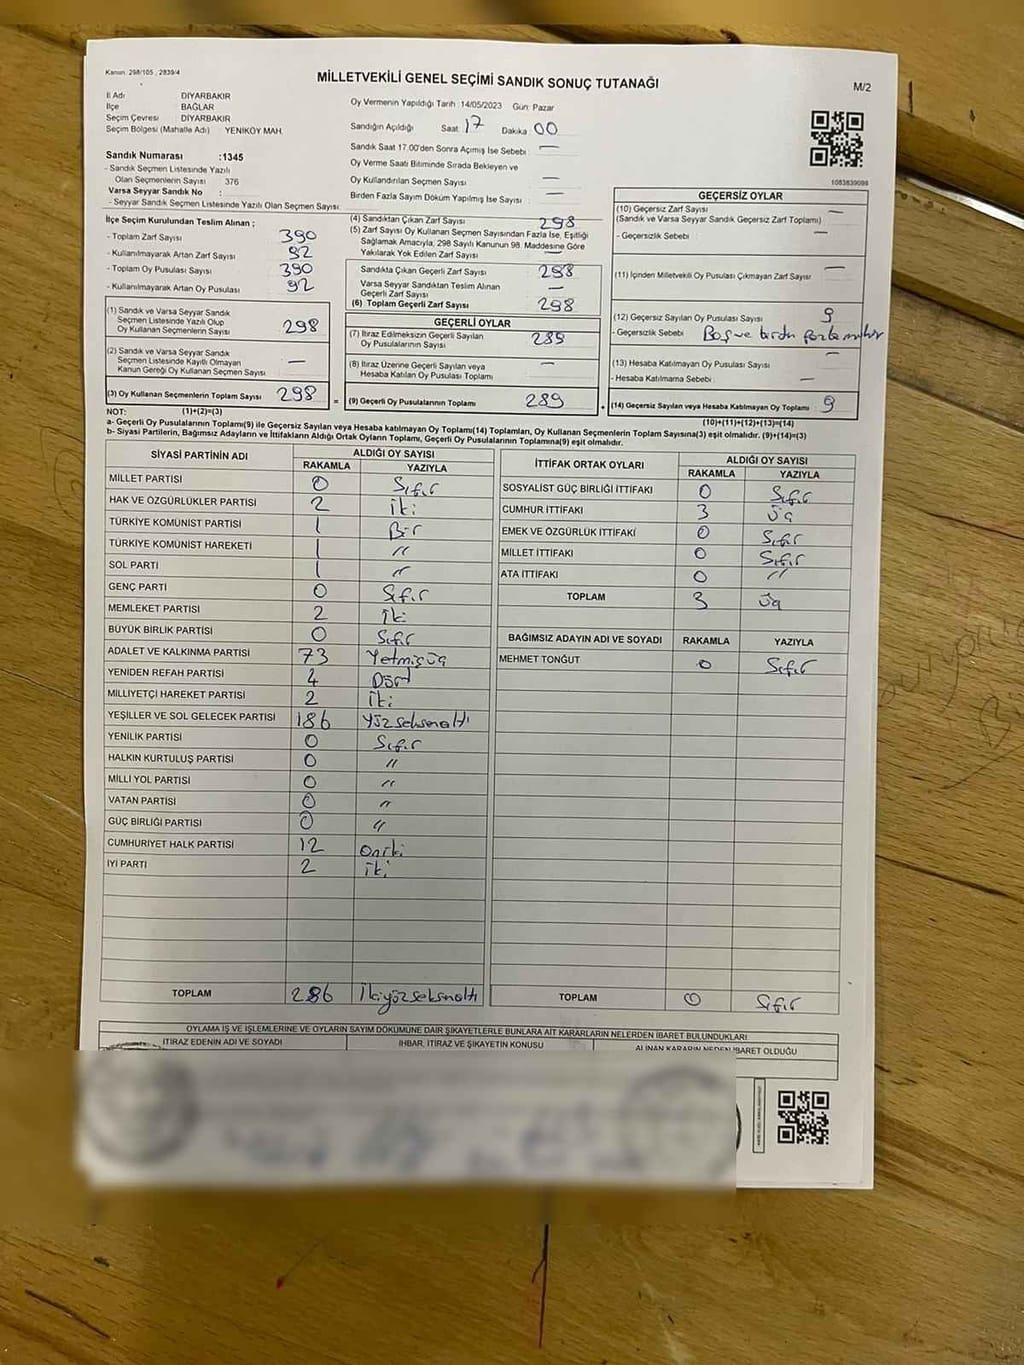 Kanun: 298/105 , 2839/4
MİLLETVEKİLİ GENEL SEÇİMİ SANDIK SONUÇ TUTANAĞI
M/2
İl Adı DİYARBAKIR
İlçe BAĞLAR
Seçim Çevresi DİYARBAKIR
Seçim Bölgesi (Mahalle Adı) YENİKÖY MAH.
Sandık Numarası :1345
- Sandık Seçmen Listesinde Yazılı
Olan Seçmenlerin Sayısı 376
Varsa Seyyar Sandık No :
- Seyyar Sandık Seçmen Listesinde Yazılı Olan Seçmen Sayısı
Oy Vermenin Yapıldığı Tarih :14/05/2023 Gün: Pazar
Sandığın Açıldığı Saat 17 Dakika 00
Sandık Saat 17.00'den Sonra Açımış İse Sebebi —
Oy Verme Saati Bitiminde Sırada Bekleyen ve
Oy Kullandırılan Seçmen Sayısı —
Birden Fazla Sayım Döküm Yapılmış İse Sayısı —
1083839098
İlçe Seçim Kurulundan Teslim Alınan ;
- Toplam Zarf Sayısı 390
- Kullanılmayarak Artan Zarf Sayısı 92
- Toplam Oy Pusulası Sayısı 390
- Kullanılmayarak Artan Oy Pusulası 92
(4) Sandıktan Çıkan Zarf Sayısı 298
(5) Zarf Sayısı Oy Kullanan Seçmen Sayısından Fazla İse, Eşitliği
Sağlamak Amacıyla, 298 Sayılı Kanunun 98. Maddesine Göre
Yakılarak Yok Edilen Zarf Sayısı —
Sandıkta Çıkan Geçerli Zarf Sayısı 298
Varsa Seyyar Sandıktan Teslim Alınan
Geçerli Zarf Sayısı —
(6) Toplam Geçerli Zarf Sayısı 298
GEÇERSİZ OYLAR
(10) Geçersiz Zarf Sayısı —
(Sandık ve Varsa Seyyar Sandık Geçersiz Zarf Toplamı)
- Geçersizlik Sebebi : —
(11) İçinden Milletvekili Oy Pusulası Çıkmayan Zarf Sayısı —
(12) Geçersiz Sayılan Oy Pusulası Sayısı 9
- Geçersizlik Sebebi : Boş ve birden fazla mühür
(13) Hesaba Katılmayan Oy Pusulası Sayısı —
- Hesaba Katılmama Sebebi : —
(14) Geçersiz Sayılan veya Hesaba Katılmayan Oy Toplamı 9
(1) Sandık ve Varsa Seyyar Sandık
Seçmen Listesinde Yazılı Olup
Oy Kullanan Seçmenlerin Sayısı 298
(2) Sandık ve Varsa Seyyar Sandık
Seçmen Listesinde Kayıtlı Olmayan
Kanun Gereği Oy Kullanan Seçmen Sayısı —
(3) Oy Kullanan Seçmenlerin Toplam Sayısı 298 =
GEÇERLİ OYLAR
(7) İtiraz Edilmeksizin Geçerli Sayılan
Oy Pusulalarının Sayısı 289
(8) İtiraz Üzerine Geçerli Sayılan veya
Hesaba Katılan Oy Pusulası Toplamı —
(9) Geçerli Oy Pusulalarının Toplamı 289 +
NOT: (1)+(2)=(3) (10)+(11)+(12)+(13)=(14)
a- Geçerli Oy Pusulalarının Toplamı(9) ile Geçersiz Sayılan veya Hesaba Katılmayan Oy Toplamı(14) Toplamları, Oy Kullanan Seçmenlerin Toplam Sayısına(3) eşit olmalıdır. (9)+(14)=(3)
b- Siyasi Partilerin, Bağımsız Adayların ve İttifakların Aldığı Ortak Oyların Toplamı, Geçerli Oy Pusulalarının Toplamına(9) eşit olmalıdır.
SİYASİ PARTİNİN ADI ALDIĞI OY SAYISI
RAKAMLA YAZIYLA
MİLLET PARTİSİ 0 Sıfır
HAK VE ÖZGÜRLÜKLER PARTİSİ 2 İki
TÜRKİYE KOMÜNİST PARTİSİ 1 Bir
TÜRKİYE KOMÜNİST HAREKETİ 1 "
SOL PARTİ 1 "
GENÇ PARTİ 0 Sıfır
MEMLEKET PARTİSİ 2 İki
BÜYÜK BİRLİK PARTİSİ 0 Sıfır
ADALET VE KALKINMA PARTİSİ 73 Yetmişüç
YENİDEN REFAH PARTİSİ 4 Dört
MİLLİYETÇİ HAREKET PARTİSİ 2 İki
YEŞİLLER VE SOL GELECEK PARTİSİ 186 Yüzseksenaltı
YENİLİK PARTİSİ 0 Sıfır
HALKIN KURTULUŞ PARTİSİ 0 "
MİLLİ YOL PARTİSİ 0 "
VATAN PARTİSİ 0 "
GÜÇ BİRLİĞİ PARTİSİ 0 "
CUMHURİYET HALK PARTİSİ 12 Oniki
İYİ PARTİ 2 İki
TOPLAM 286 İkiyüzseksenaltı
İTTİFAK ORTAK OYLARI ALDIĞI OY SAYISI
RAKAMLA YAZIYLA
SOSYALİST GÜÇ BİRLİĞİ İTTİFAKI 0 Sıfır
CUMHUR İTTİFAKI 3 Üç
EMEK VE ÖZGÜRLÜK İTTİFAKI 0 Sıfır
MİLLET İTTİFAKI 0 Sıfır
ATA İTTİFAKI 0 "
TOPLAM 3 Üç
BAĞIMSIZ ADAYIN ADI VE SOYADI RAKAMLA YAZIYLA
MEHMET TONĞUT 0 Sıfır
TOPLAM 0 Sıfır
OYLAMA İŞ VE İŞLEMLERİNE VE OYLARIN SAYIM DÖKÜMÜNE DAİR ŞİKAYETLERLE BUNLARA AİT KARARLARIN NELERDEN İBARET BULUNDUKLARI
İTİRAZ EDENİN ADI VE SOYADI İHBAR, İTİRAZ VE ŞİKAYETİN KONUSU ALINAN KARARIN NEDEN İBARET OLDUĞU